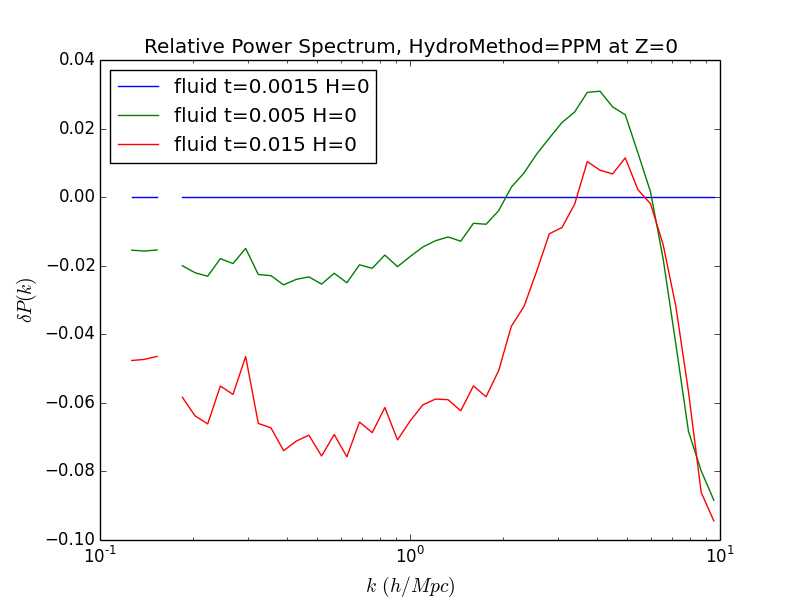 Relative Power Spectrum, HydroMethod=PPM at Z=0
fluid t=0.0015 H=0
fluid t=0.005 H=0
fluid t=0.015 H=0
0.04
0.02
0.00
−0.02
−0.04
−0.06
−0.08
−0.10
δP(k)
10⁻¹ 10⁰ 10¹
k (h/Mpc)